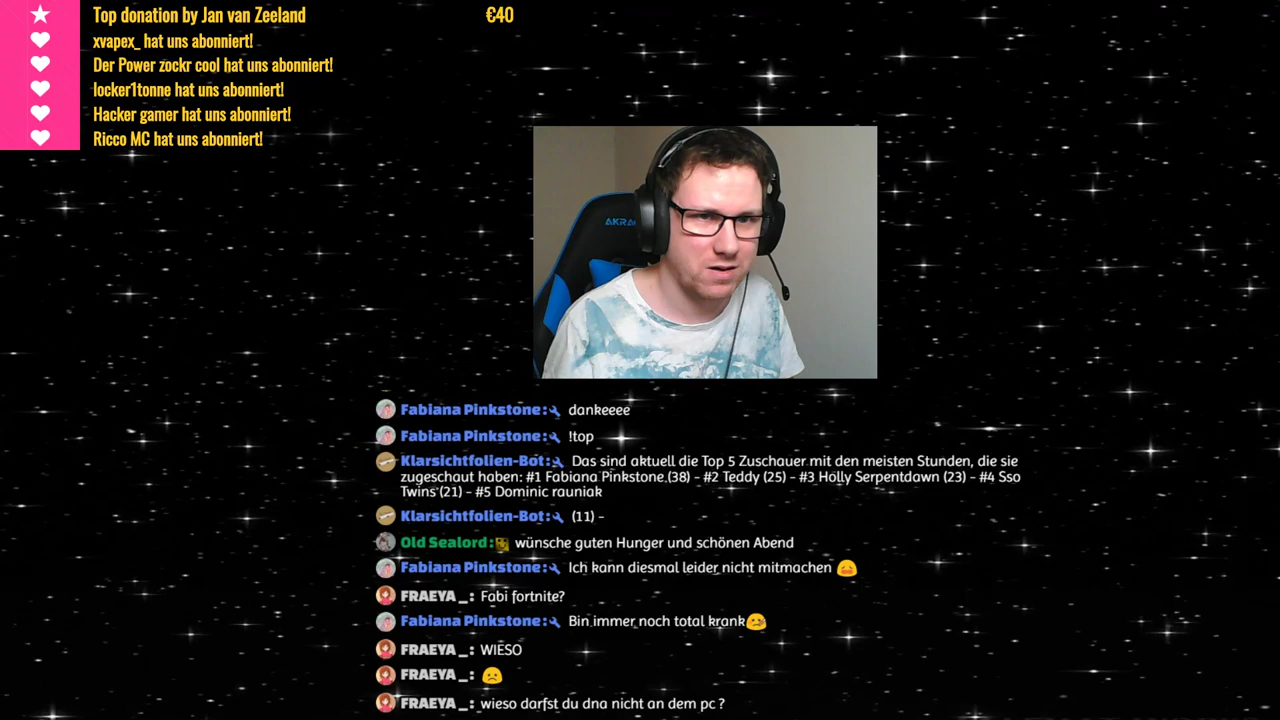 Top donation by Jan van Zeeland €40
xvapex_ hat uns abonniert!
Der Power zockr cool hat uns abonniert!
locker1tonne hat uns abonniert!
Hacker gamer hat uns abonniert!
Ricco MC hat uns abonniert!
Fabiana Pinkstone: dankeeee
Fabiana Pinkstone: !top
Klarsichtfolien-Bot: Das sind aktuell die Top 5 Zuschauer mit den meisten Stunden, die sie
zugeschaut haben: #1 Fabiana Pinkstone (38) - #2 Teddy (25) - #3 Holly Serpentdawn (23) - #4 Sso
Twins (21) - #5 Dominic rauniak
Klarsichtfolien-Bot: (11) -
Old Sealord: wünsche guten Hunger und schönen Abend
Fabiana Pinkstone: Ich kann diesmal leider nicht mitmachen 😩
FRAEYA _: Fabi fortnite?
Fabiana Pinkstone: Bin immer noch total krank🤒
FRAEYA _: WIESO
FRAEYA _: ☹️
FRAEYA _: wieso darfst du dna nicht an dem pc ?